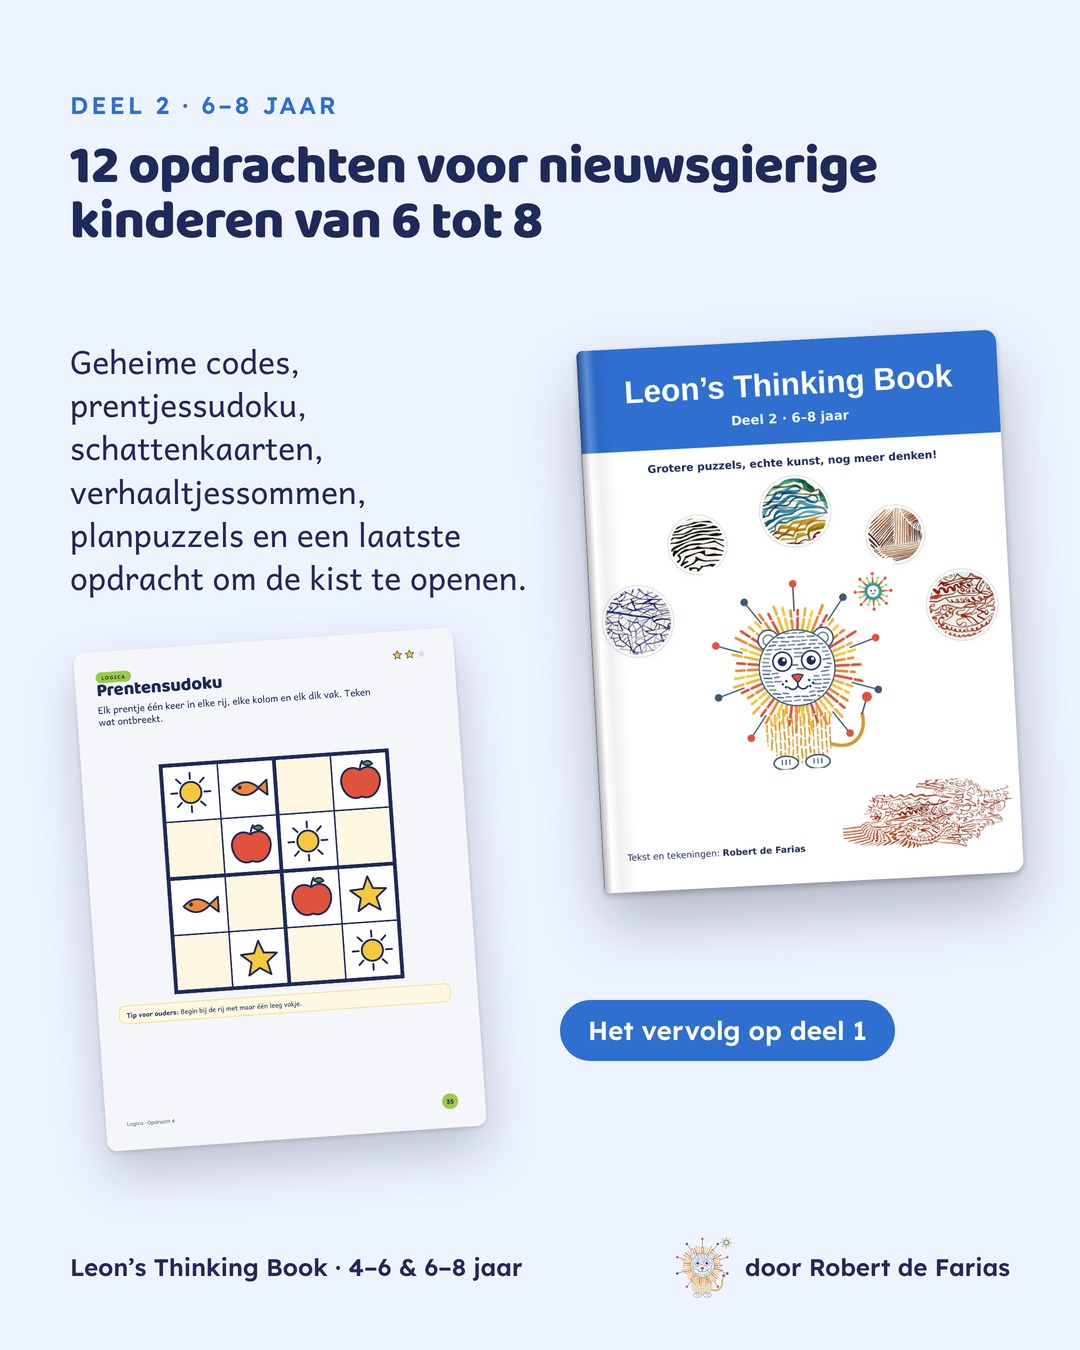 DEEL 2 · 6–8 JAAR
12 opdrachten voor nieuwsgierige
kinderen van 6 tot 8
Geheime codes,
prentjessudoku,
schattenkaarten,
verhaaltjessommen,
planpuzzels en een laatste
opdracht om de kist te openen.
Leon’s Thinking Book
Deel 2 · 6–8 jaar
Grotere puzzels, echte kunst, nog meer denken!
Tekst en tekeningen: Robert de Farias
LOGICA
Prentensudoku
Elk prentje één keer in elke rij, elke kolom en elk dik vak. Teken
wat ontbreekt.
Tip voor ouders: Begin bij de rij met maar één leeg vakje.
35
Logica · Opdracht 4
Het vervolg op deel 1
Leon’s Thinking Book · 4–6 & 6–8 jaar
door Robert de Farias